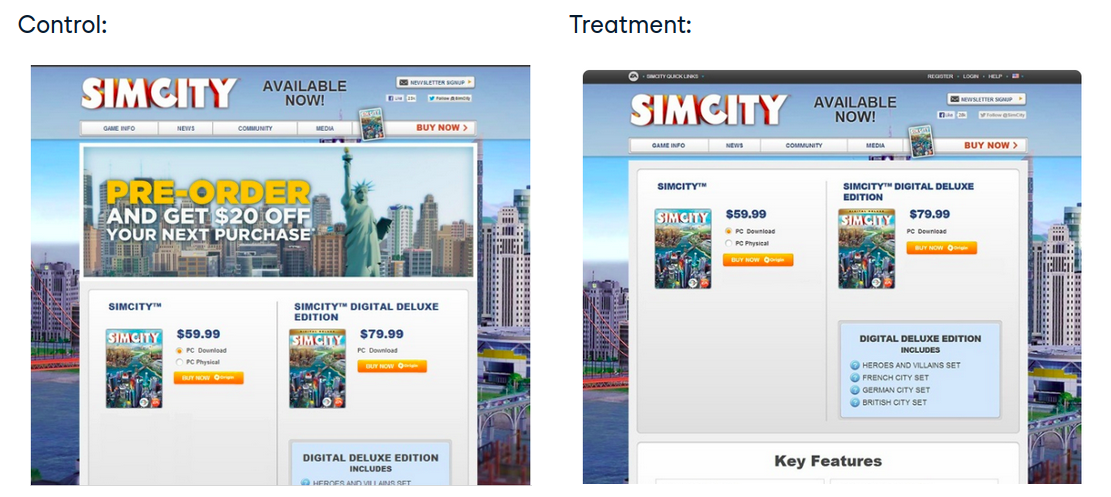 Control:
SIMCITY
AVAILABLE
NOW!
NEWSLETTER SIGNUP
Like
Follow @SimCity
GAME INFO
NEWS
COMMUNITY
MEDIA
BUY NOW >
PRE-ORDER
AND GET $20 OFF
YOUR NEXT PURCHASE*
SIMCITY™
SIMCITY
$59.99
PC Download
PC Physical
BUY NOW Origin
SIMCITY™ DIGITAL DELUXE
EDITION
SIMCITY
$79.99
PC Download
BUY NOW Origin
DIGITAL DELUXE EDITION
INCLUDES
HEROES AND VILLAINS SET
Treatment:
EA
SIMCITY QUICK LINKS
REGISTER
LOGIN
HELP
SIMCITY
AVAILABLE
NOW!
NEWSLETTER SIGNUP
Like
Follow @SimCity
GAME INFO
NEWS
COMMUNITY
MEDIA
BUY NOW >
SIMCITY™
SIMCITY
$59.99
PC Download
PC Physical
BUY NOW Origin
SIMCITY™ DIGITAL DELUXE
EDITION
SIMCITY
$79.99
PC Download
BUY NOW Origin
DIGITAL DELUXE EDITION
INCLUDES
HEROES AND VILLAINS SET
FRENCH CITY SET
GERMAN CITY SET
BRITISH CITY SET
Key Features